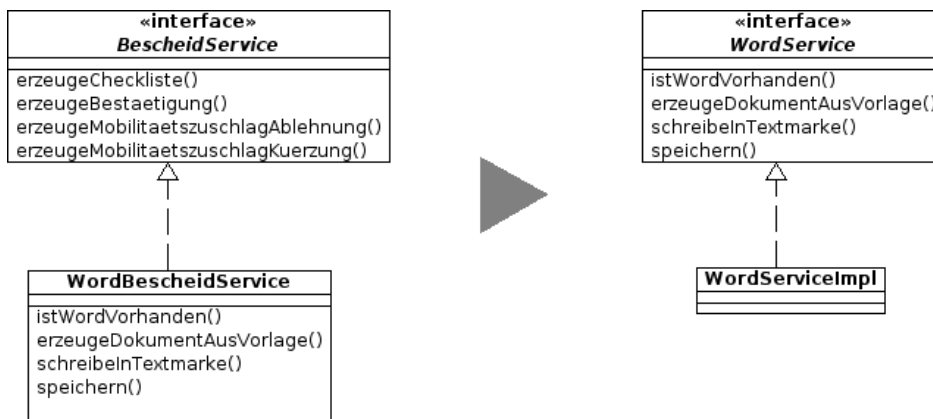 «interface»
BescheidService
erzeugeCheckliste()
erzeugeBestaetigung()
erzeugeMobilitaetszuschlagAblehnung()
erzeugeMobilitaetszuschlagKuerzung()
WordBescheidService
istWordVorhanden()
erzeugeDokumentAusVorlage()
schreibeInTextmarke()
speichern()
«interface»
WordService
istWordVorhanden()
erzeugeDokumentAusVorlage()
schreibeInTextmarke()
speichern()
WordServiceImpl